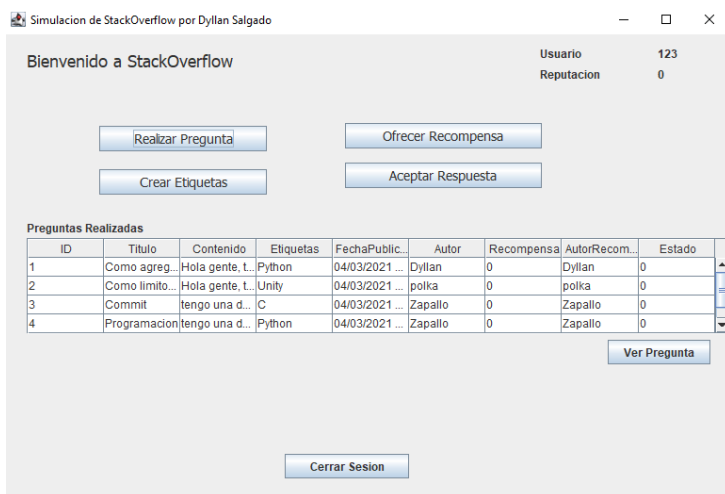 Simulacion de StackOverflow por Dyllan Salgado
Bienvenido a StackOverflow
Usuario 123
Reputacion 0
Realizar Pregunta
Ofrecer Recompensa
Crear Etiquetas
Aceptar Respuesta
Preguntas Realizadas
ID Titulo Contenido Etiquetas FechaPublic... Autor Recompensa AutorRecom... Estado
1 Como agreg... Hola gente, t... Python 04/03/2021 ... Dyllan 0 Dyllan 0
2 Como limito... Hola gente, t... Unity 04/03/2021 ... polka 0 polka 0
3 Commit tengo una d... C 04/03/2021 ... Zapallo 0 Zapallo 0
4 Programacion tengo una d... Python 04/03/2021 ... Zapallo 0 Zapallo 0
Ver Pregunta
Cerrar Sesion